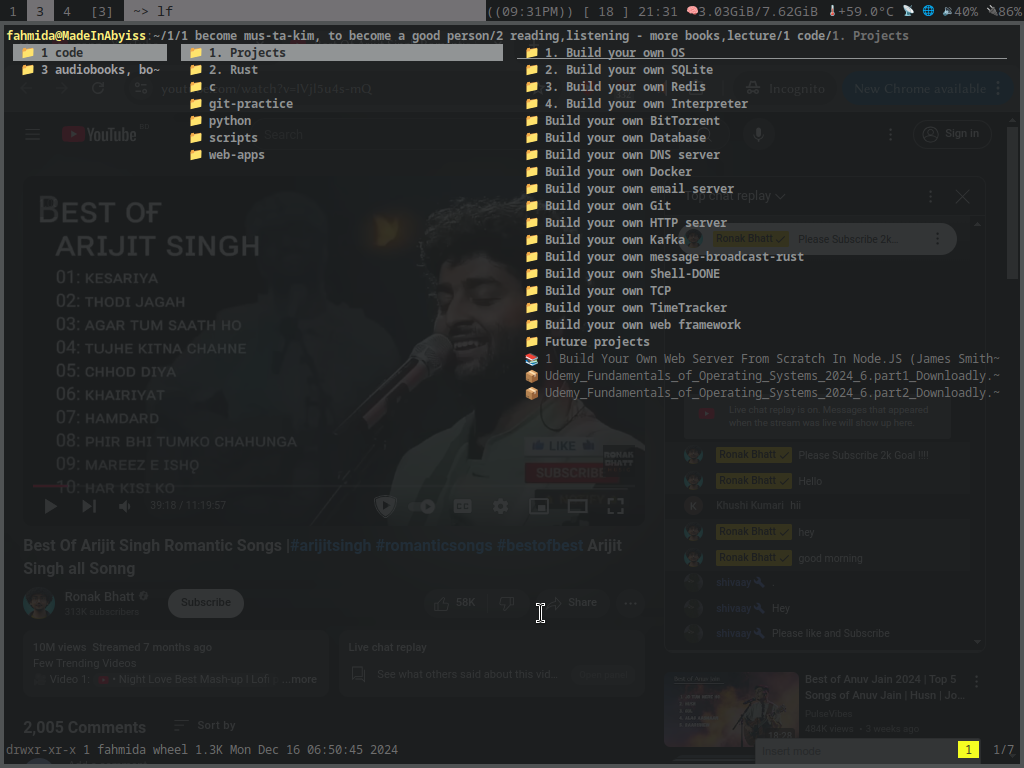 1 3 4 [3] ~> lf ((09:31PM)) [ 18 ] 21:31 🧠3.03GiB/7.62GiB 🌡+59.0°C 📡 🌐 🔉40% 🔌86%
fahmida@MadeInAbyiss:~/1/1 become mus-ta-kim, to become a good person/2 reading,listening - more books,lecture/1 code/1. Projects
1 code
3 audiobooks, bo~
1. Projects
2. Rust
c
git-practice
python
scripts
web-apps
1. Build your own OS
2. Build your own SQLite
3. Build your own Redis
4. Build your own Interpreter
Build your own BitTorrent
Build your own Database
Build your own DNS server
Build your own Docker
Build your own email server
Build your own Git
Build your own HTTP server
Build your own Kafka
Build your own message-broadcast-rust
Build your own Shell-DONE
Build your own TCP
Build your own TimeTracker
Build your own web framework
Future projects
1 Build Your Own Web Server From Scratch In Node.JS (James Smith~
Udemy_Fundamentals_of_Operating_Systems_2024_6.part1_Downloadly.~
Udemy_Fundamentals_of_Operating_Systems_2024_6.part2_Downloadly.~
Incognito
New Chrome available
YouTube
Search
Sign in
BEST OF
ARIJIT SINGH
01: KESARIYA
02: THODI JAGAH
03: AGAR TUM SAATH HO
04: TUJHE KITNA CHAHNE
05: CHHOD DIYA
06: KHAIRIYAT
07: HAMDARD
08: PHIR BHI TUMKO CHAHUNGA
09: MAREEZ E ISHQ
10: HAR KISI KO
LIKE
SUBSCRIBE
RONAK
BHATT
39:18 / 11:19:57
Best Of Arijit Singh Romantic Songs |#arijitsingh #romanticsongs #bestofbest Arijit
Singh all Sonng
Ronak Bhatt
313K subscribers
Subscribe
58K
Share
10M views Streamed 7 months ago
Few Trending Videos
Video 1: • Night Love Best Mash-up | Lofi ...more
Live chat replay
See what others said about this vid...
2,005 Comments
Sort by
Top chat replay
Ronak Bhatt Please Subscribe 2k...
Live chat replay is on. Messages that appeared
when the stream was live will show up here.
Ronak Bhatt Please Subscribe 2k Goal !!!!
Ronak Bhatt Hello
K Khushi Kumari hii
Ronak Bhatt hey
Ronak Bhatt good morning
shivaay .
shivaay Hey
shivaay Please like and Subscribe
Best of Anuv Jain 2024 | Top 5
Songs of Anuv Jain | Husn | Jo...
PulseVibes
484K views • 3 weeks ago
19:28
Insert mode
drwxr-xr-x 1 fahmida wheel 1.3K Mon Dec 16 06:50:45 2024
1 1/7